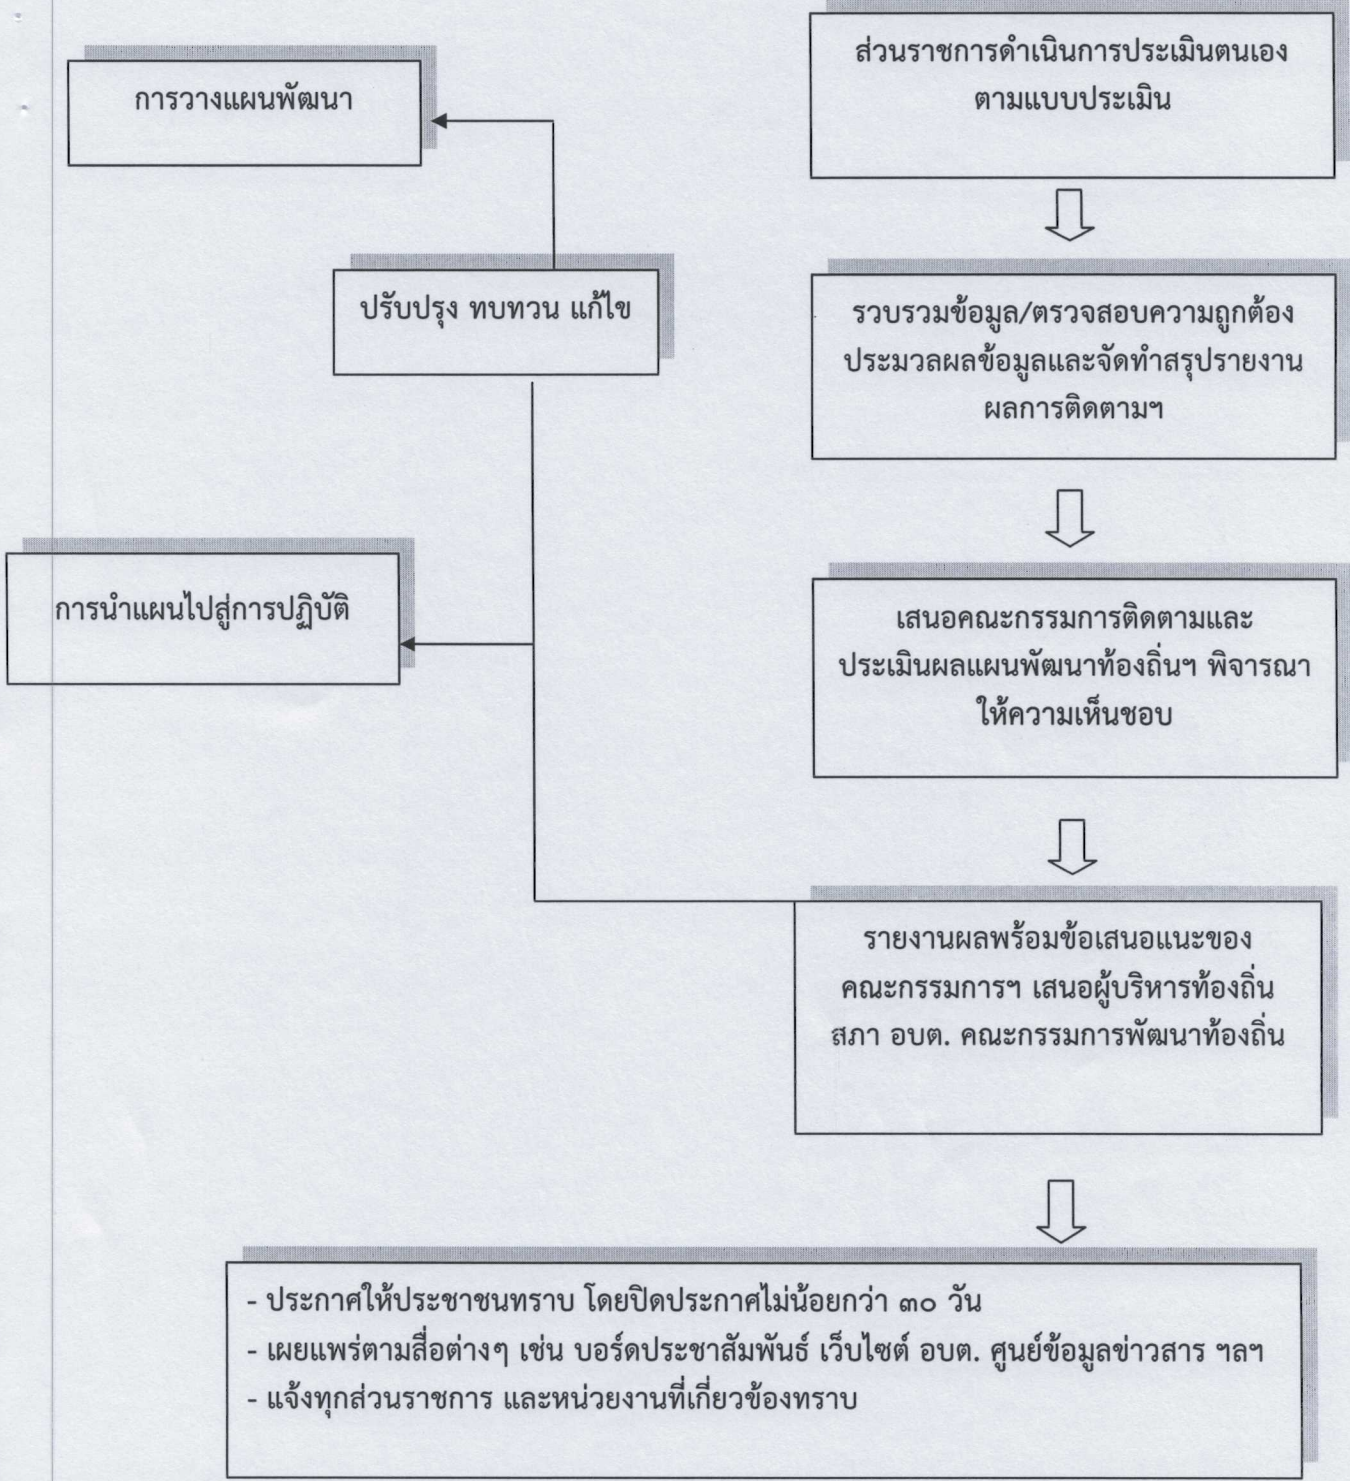 ส่วนราชการดำเนินการประเมินตนเอง
ตามแบบประเมิน
การวางแผนพัฒนา
ปรับปรุง ทบทวน แก้ไข
รวบรวมข้อมูล/ตรวจสอบความถูกต้อง
ประมวลผลข้อมูลและจัดทำสรุปรายงาน
ผลการติดตามฯ
การนำแผนไปสู่การปฏิบัติ
เสนอคณะกรรมการติดตามและ
ประเมินผลแผนพัฒนาท้องถิ่นฯ พิจารณา
ให้ความเห็นชอบ
รายงานผลพร้อมข้อเสนอแนะของ
คณะกรรมการฯ เสนอผู้บริหารท้องถิ่น
สภา อบต. คณะกรรมการพัฒนาท้องถิ่น
- ประกาศให้ประชาชนทราบ โดยปิดประกาศไม่น้อยกว่า ๓๐ วัน
- เผยแพร่ตามสื่อต่างๆ เช่น บอร์ดประชาสัมพันธ์ เว็บไซต์ อบต. ศูนย์ข้อมูลข่าวสาร ฯลฯ
- แจ้งทุกส่วนราชการ และหน่วยงานที่เกี่ยวข้องทราบ